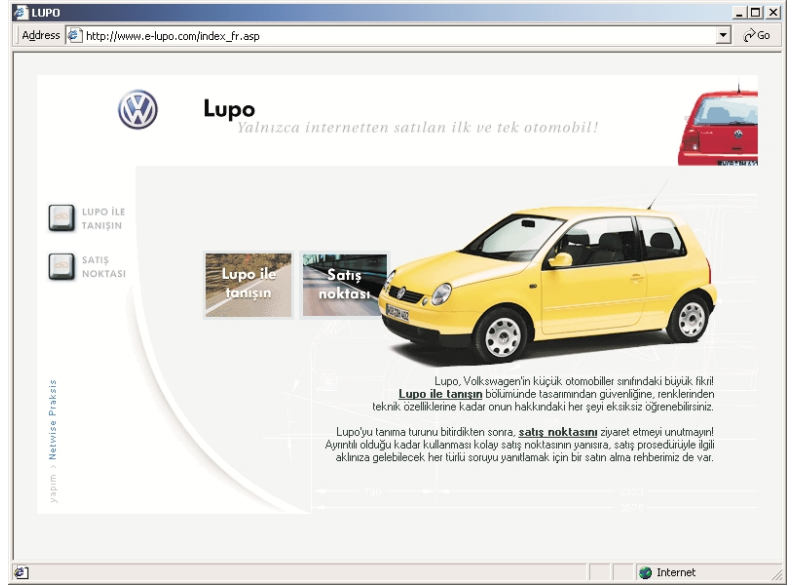 LUPO
Address http://www.e-lupo.com/index_fr.asp Go
Lupo
Yalnızca internetten satılan ilk ve tek otomobil!
LUPO İLE
TANIŞIN
SATIŞ
NOKTASI
Lupo ile
tanışın
Satış
noktası
Lupo, Volkswagen'in küçük otomobiller sınıfındaki büyük fikri!
Lupo ile tanışın bölümünde tasarımından güvenliğine, renklerinden
teknik özelliklerine kadar onun hakkındaki her şeyi eksiksiz öğrenebilirsiniz.
Lupo'yu tanıma turunu bitirdikten sonra, satış noktasını ziyaret etmeyi unutmayın!
Ayrıntılı olduğu kadar kullanması kolay satış noktasının yanısıra, satış prosedürüyle ilgili
aklınıza gelebilecek her türlü soruyu yanıtlamak için bir satın alma rehberimiz de var.
yapım > Netwise Praksis
Internet